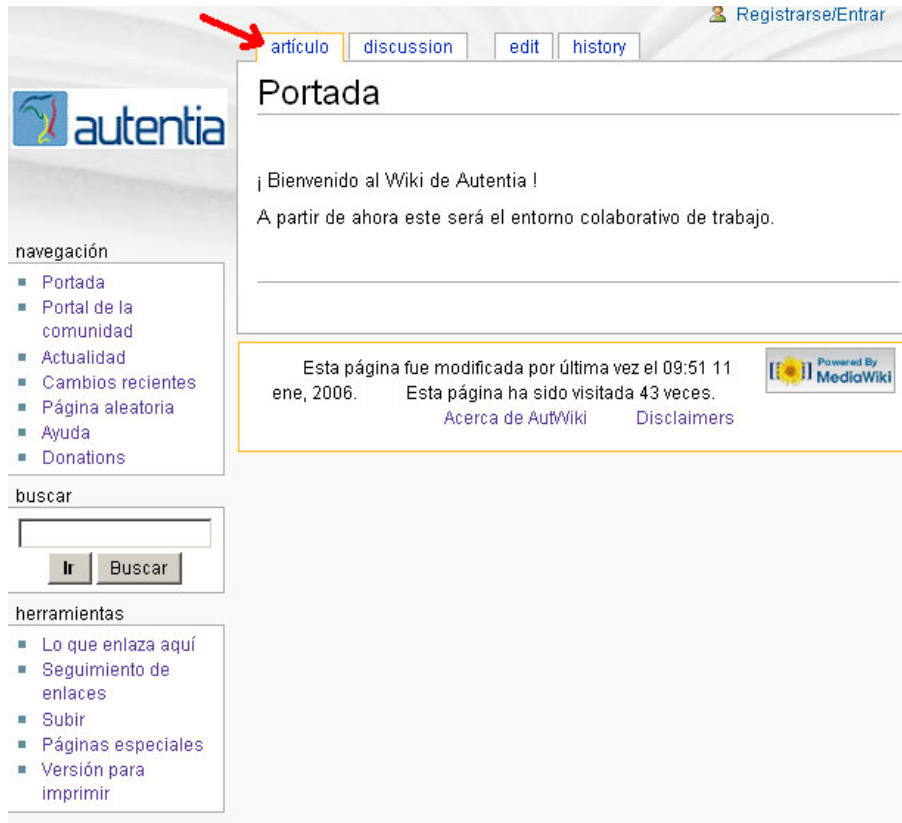 Registrarse/Entrar
artículo discussion edit history
autentia
Portada
¡ Bienvenido al Wiki de Autentia !
A partir de ahora este será el entorno colaborativo de trabajo.
navegación
Portada
Portal de la
comunidad
Actualidad
Cambios recientes
Página aleatoria
Ayuda
Donations
Esta página fue modificada por última vez el 09:51 11
ene, 2006. Esta página ha sido visitada 43 veces.
Acerca de AutWiki Disclaimers
Powered By
MediaWiki
buscar
Ir Buscar
herramientas
Lo que enlaza aquí
Seguimiento de
enlaces
Subir
Páginas especiales
Versión para
imprimir